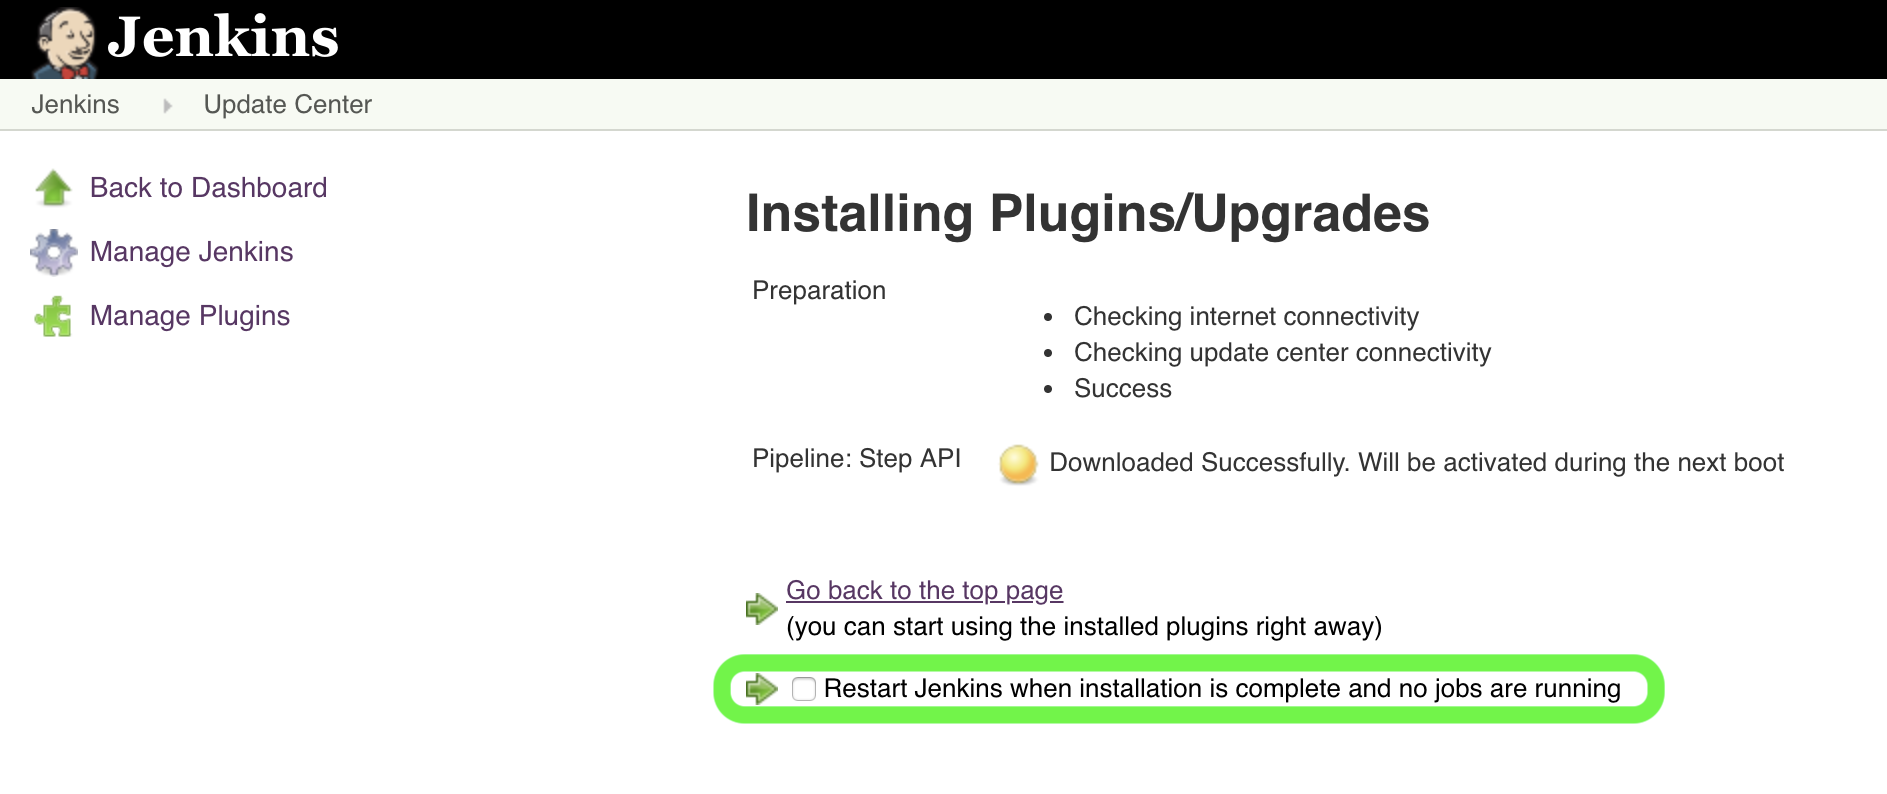 Jenkins
Jenkins Update Center
Back to Dashboard
Manage Jenkins
Manage Plugins
Installing Plugins/Upgrades
Preparation
• Checking internet connectivity
• Checking update center connectivity
• Success
Pipeline: Step API Downloaded Successfully. Will be activated during the next boot
Go back to the top page
(you can start using the installed plugins right away)
Restart Jenkins when installation is complete and no jobs are running